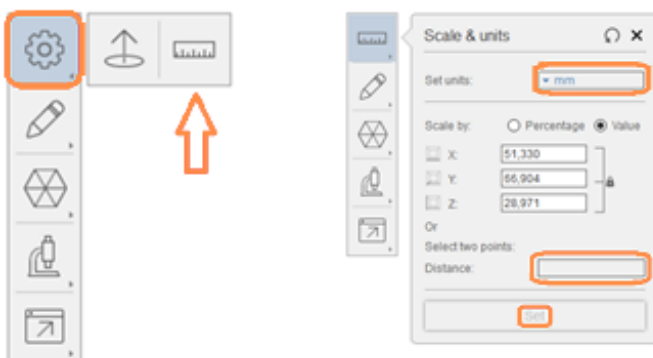 Scale & units
Set units: mm
Scale by: Percentage Value
X: 51,330
Y: 66,904
Z: 28,971
Or
Select two points:
Distance:
Set